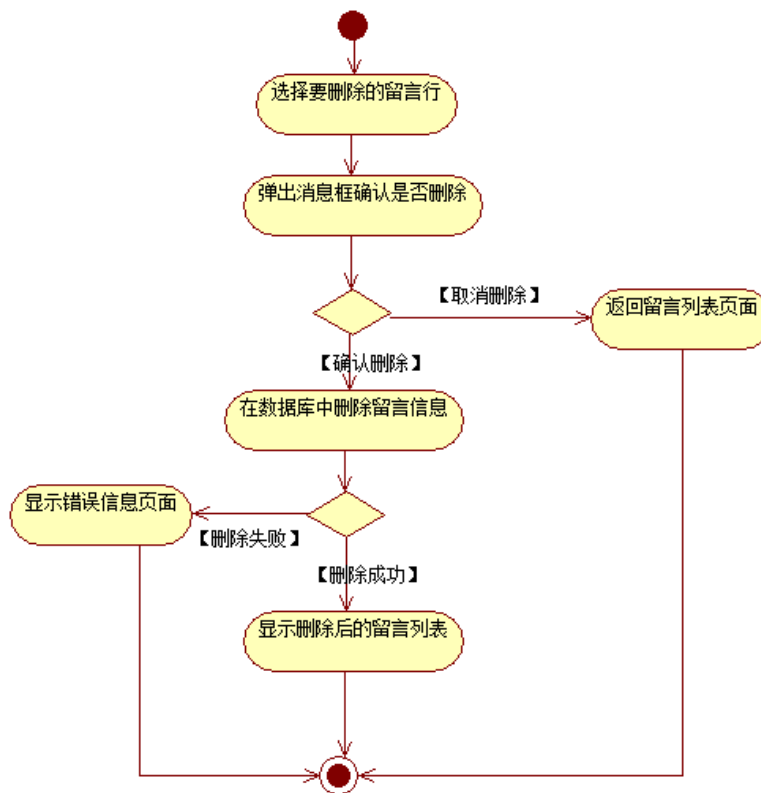 选择要删除的留言行
弹出消息框确认是否删除
【取消删除】
返回留言列表页面
【确认删除】
在数据库中删除留言信息
显示错误信息页面
【删除失败】
【删除成功】
显示删除后的留言列表